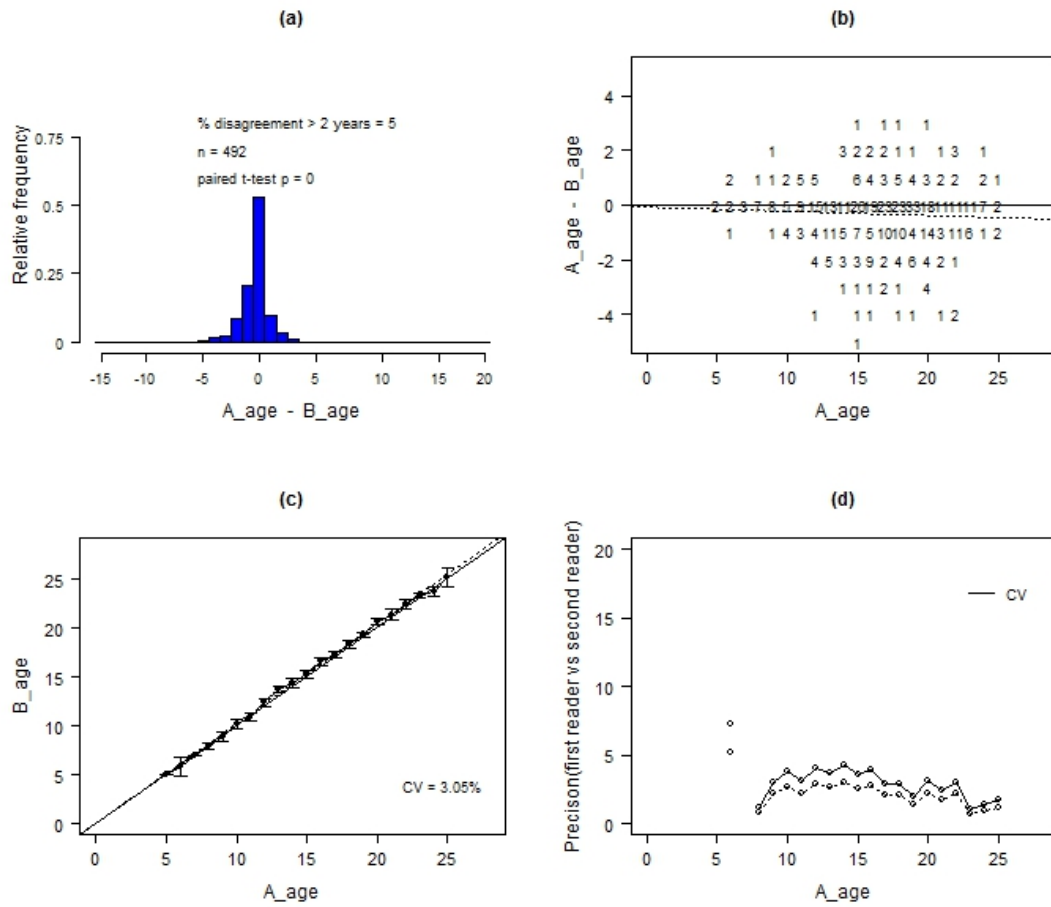 (a)
% disagreement > 2 years = 5
n = 492
paired t-test p = 0
Relative frequency
0.75
0.5
0.25
0
-15 -10 -5 0 5 10 15 20
A_age - B_age
(b)
A_age - B_age
4
2
0
-2
-4
1 1 1 1
1 3 2 2 2 1 1 1 3 1
2 1 1 2 5 5 6 4 3 5 4 3 2 2 2 1
1 1 4 3 4 11 5 7 5 10 10 4 14 3 11 6 1 2
4 5 3 3 9 2 4 6 4 2 1
1 1 1 2 1 4
1 1 1 1 1 1 2
1
0 5 10 15 20 25
A_age
(c)
B_age
25
20
15
10
5
0
CV = 3.05%
0 5 10 15 20 25
A_age
(d)
Precison(first reader vs second reader)
20
15
10
5
0
CV
0 5 10 15 20 25
A_age